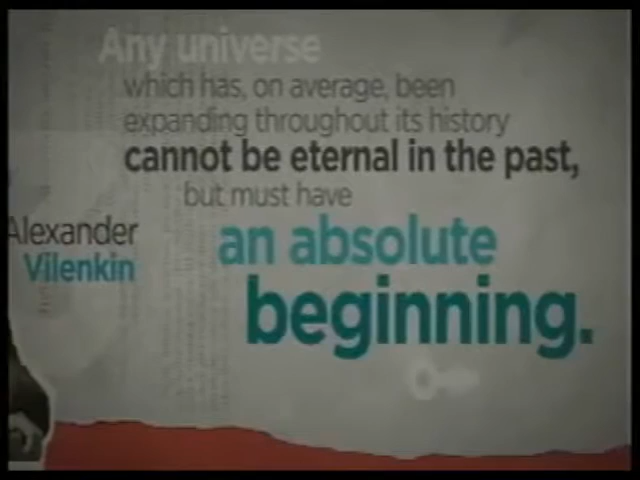 Any universe
which has, on average, been
expanding throughout its history
cannot be eternal in the past,
but must have
an absolute
beginning.
Alexander
Vilenkin